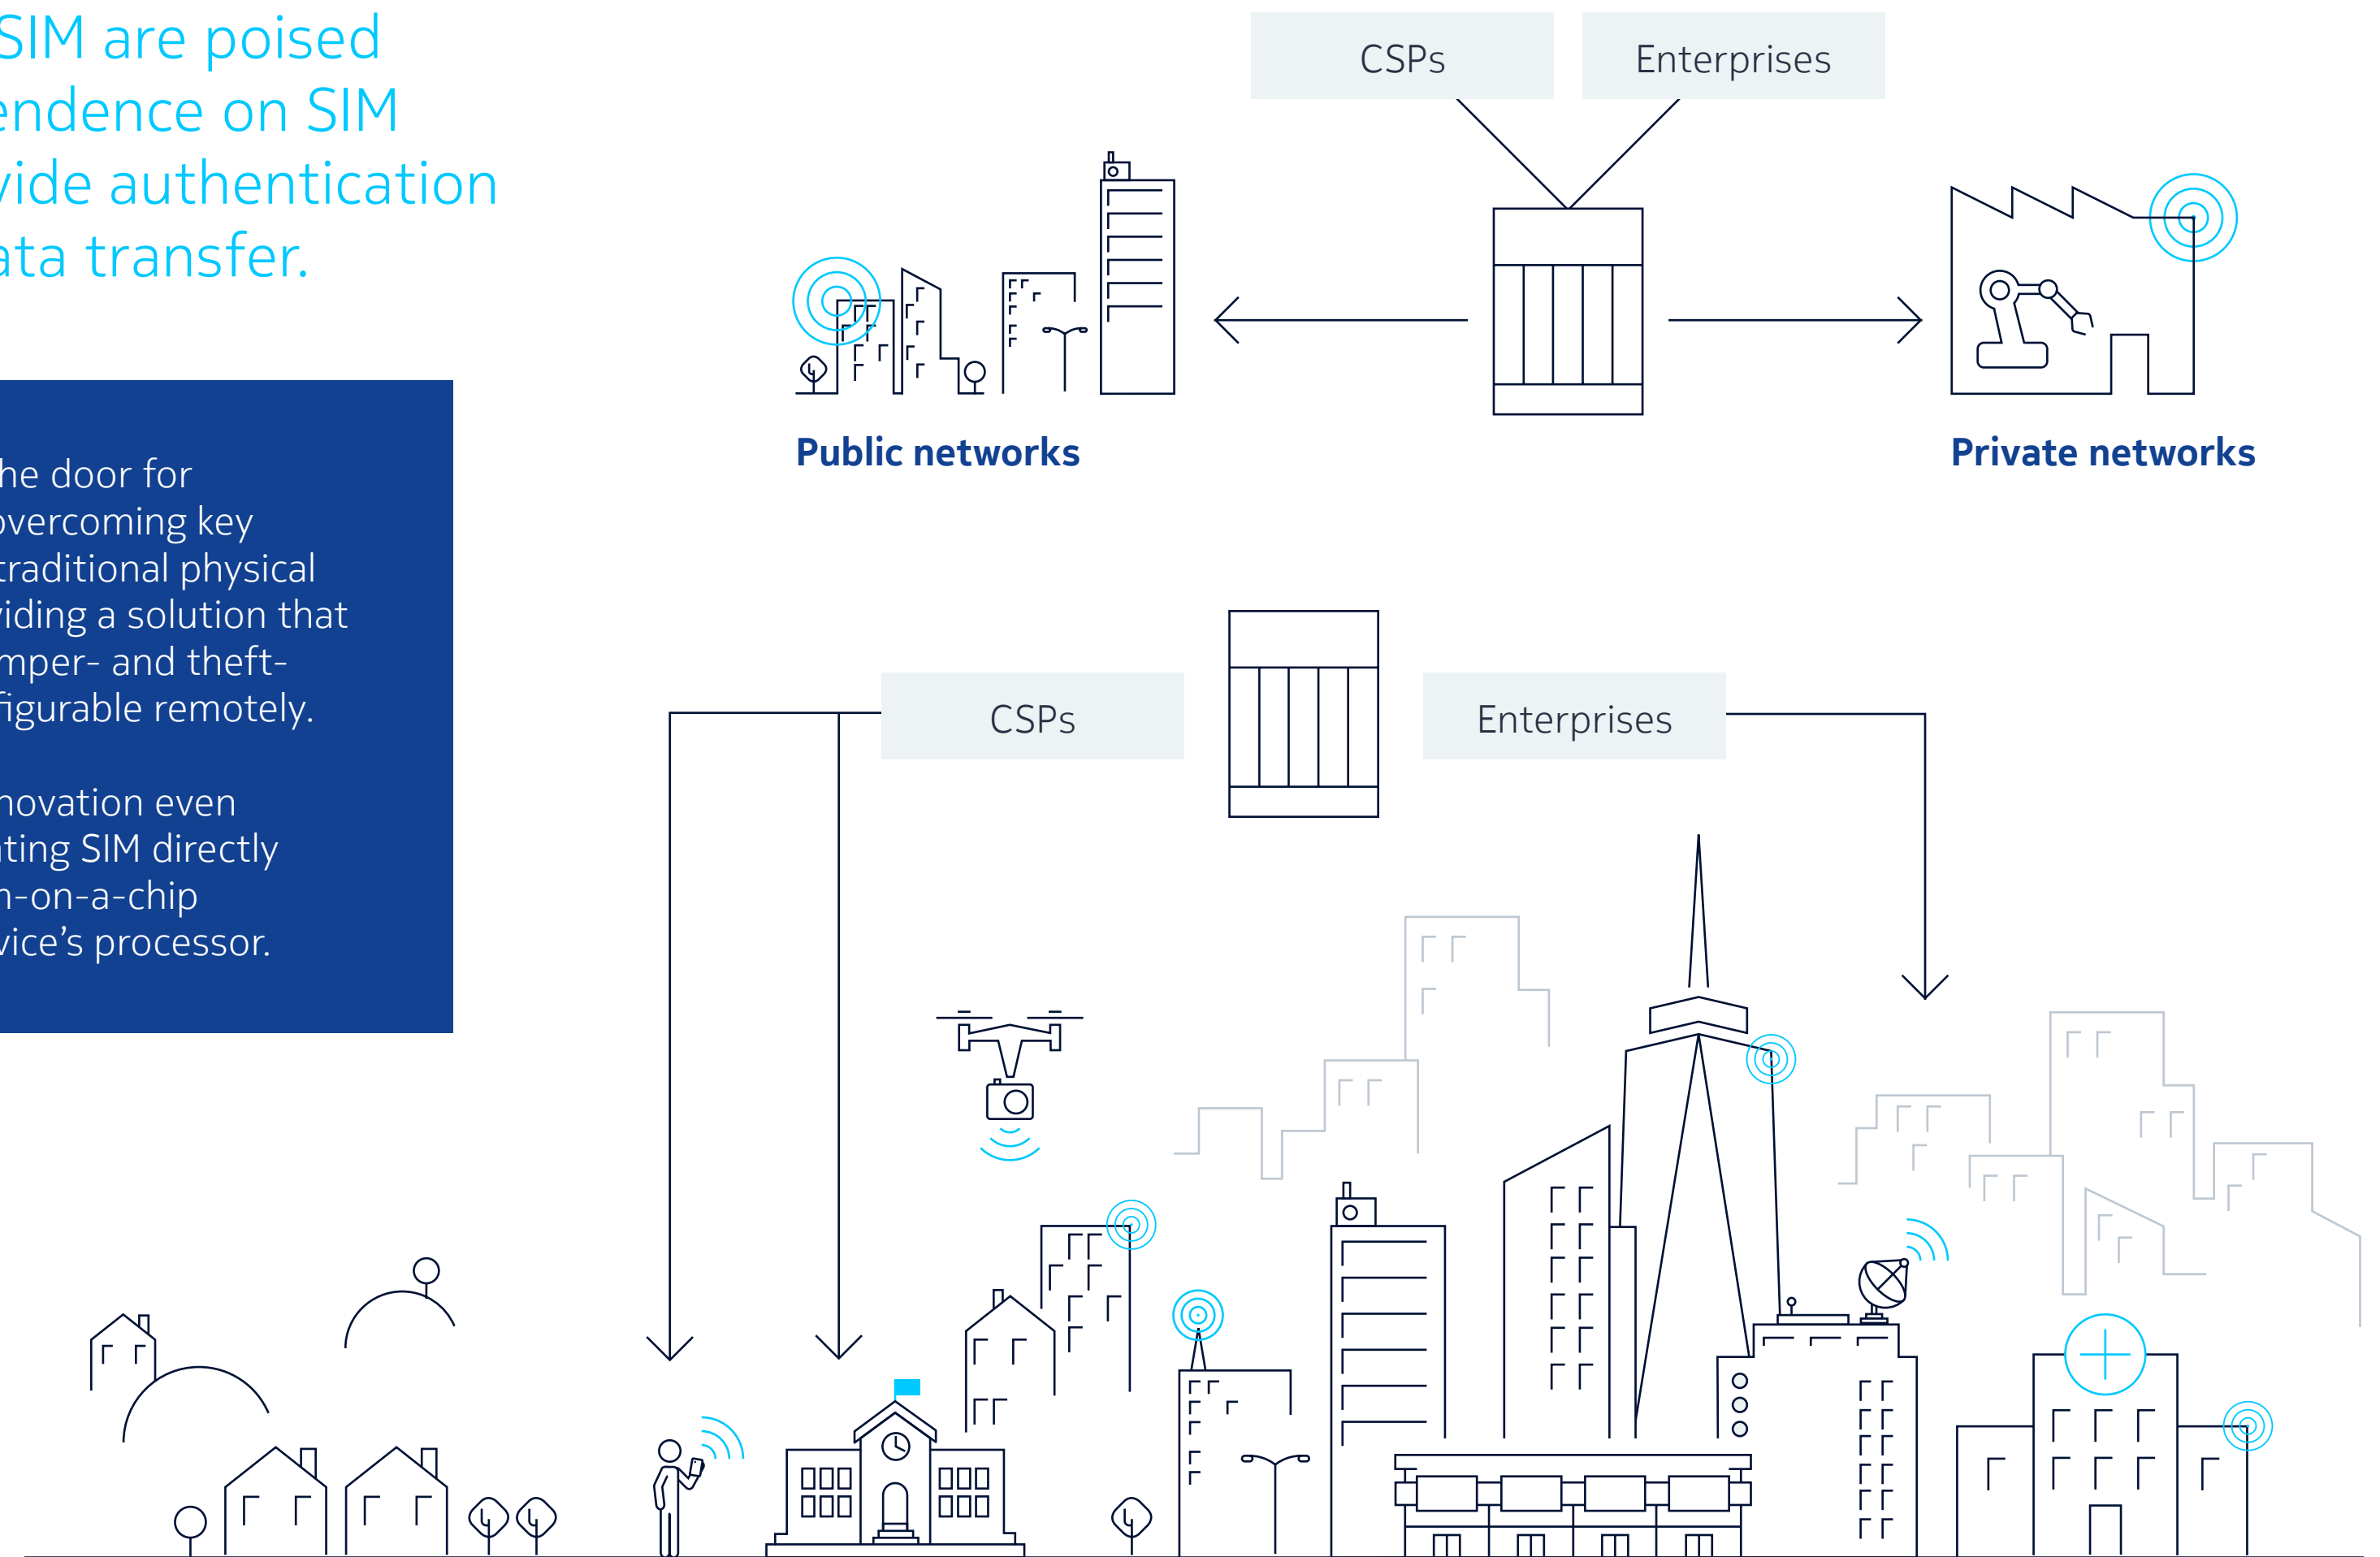 SIM are poised
endence on SIM
vide authentication
ata transfer.
he door for
overcoming key
traditional physical
viding a solution that
mper- and theft-
figurable remotely.
novation even
ating SIM directly
m-on-a-chip
vice’s processor.
CSPs
Enterprises
Public networks
Private networks
CSPs
Enterprises